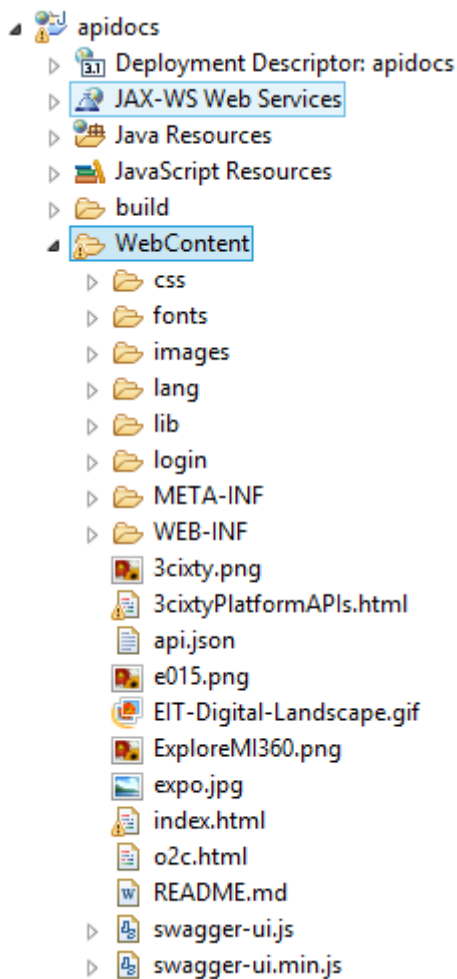 apidocs
3.1 Deployment Descriptor: apidocs
JAX-WS Web Services
Java Resources
JavaScript Resources
build
WebContent
css
fonts
images
lang
lib
login
META-INF
WEB-INF
3cixty.png
3cixtyPlatformAPIs.html
api.json
e015.png
EIT-Digital-Landscape.gif
ExploreMI360.png
expo.jpg
index.html
o2c.html
README.md
swagger-ui.js
swagger-ui.min.js